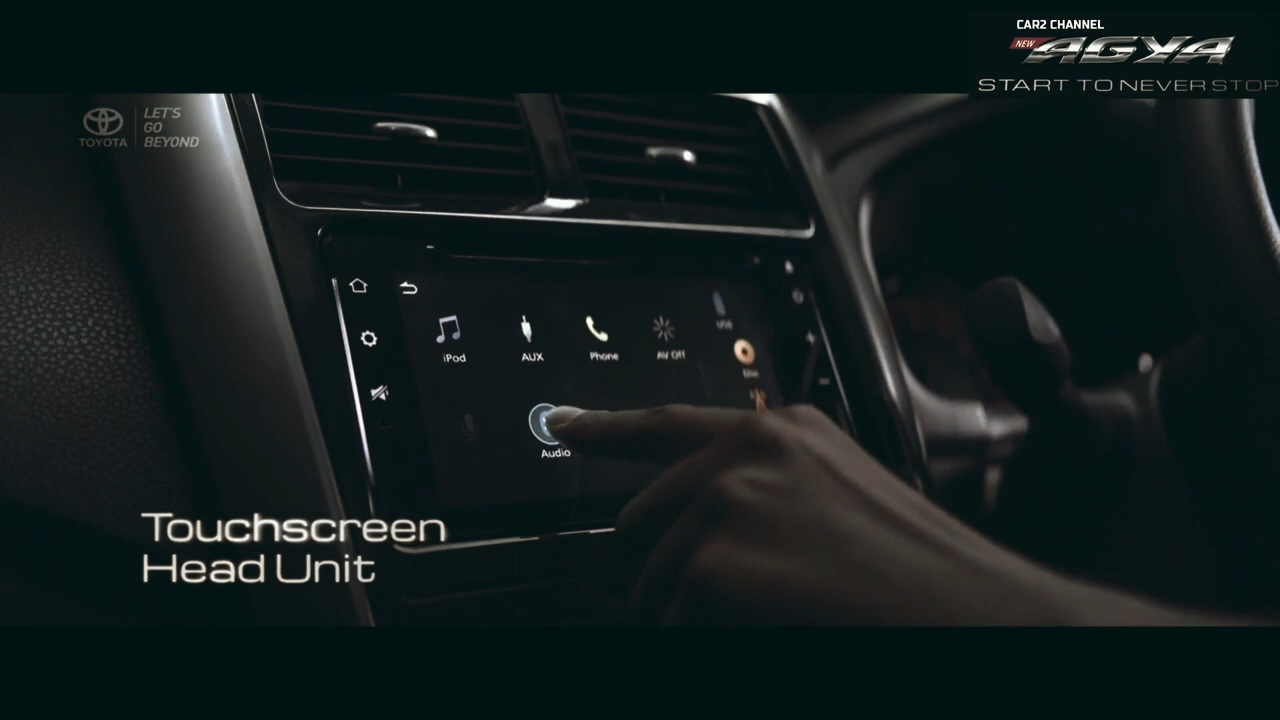 CAR2 CHANNEL
NEW AGYA
START TO NEVER STOP
TOYOTA
LET'S
GO
BEYOND
iPod
AUX
Phone
AV Off
USB
Disc
Audio
Touchscreen
Head Unit